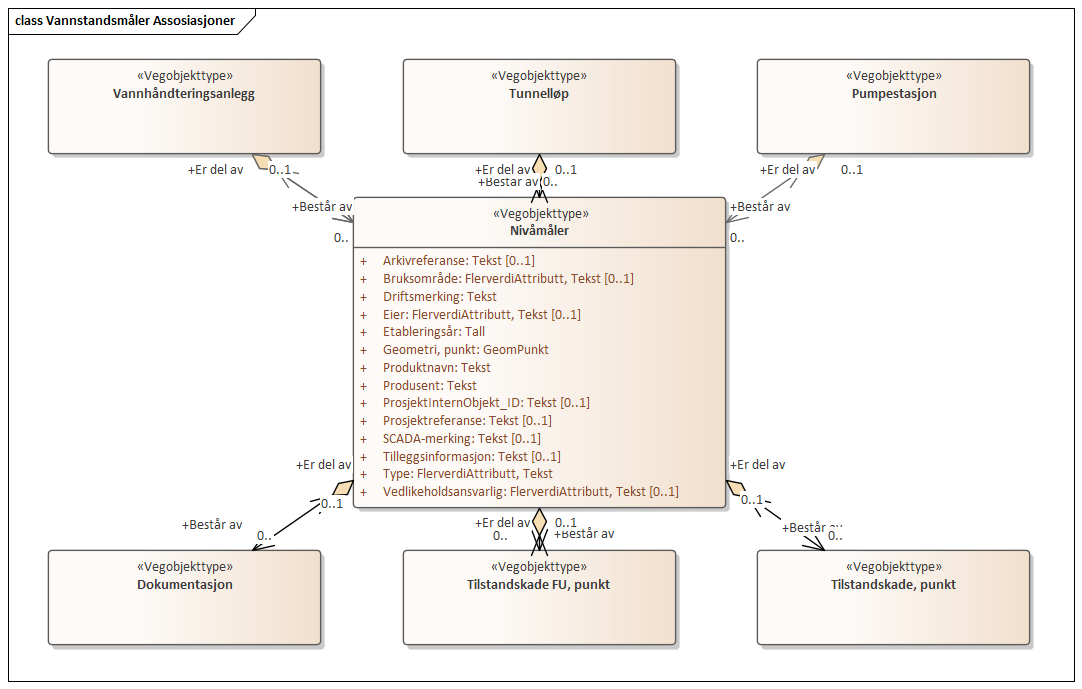 class Vannstandsmåler Assosiasjoner
«Vegobjekttype»
Vannhåndteringsanlegg
«Vegobjekttype»
Tunnelløp
«Vegobjekttype»
Pumpestasjon
+Er del av 0..1
+Er del av 0..1
+Er del av 0..1
+Består av 0..
+Består av
0..
+Består av
0..
«Vegobjekttype»
Nivåmåler
+ Arkivreferanse: Tekst [0..1]
+ Bruksområde: FlerverdiAttributt, Tekst [0..1]
+ Driftsmerking: Tekst
+ Eier: FlerverdiAttributt, Tekst [0..1]
+ Etableringsår: Tall
+ Geometri, punkt: GeomPunkt
+ Produktnavn: Tekst
+ Produsent: Tekst
+ ProsjektInternObjekt_ID: Tekst [0..1]
+ Prosjektreferanse: Tekst [0..1]
+ SCADA-merking: Tekst [0..1]
+ Tilleggsinformasjon: Tekst [0..1]
+ Type: FlerverdiAttributt, Tekst
+ Vedlikeholdsansvarlig: FlerverdiAttributt, Tekst [0..1]
+Er del av
0..1
+Består av
0..
+Er del av 0..1
0.. +Består av
+Er del av
0..1
+Består av
0..
«Vegobjekttype»
Dokumentasjon
«Vegobjekttype»
Tilstandskade FU, punkt
«Vegobjekttype»
Tilstandskade, punkt